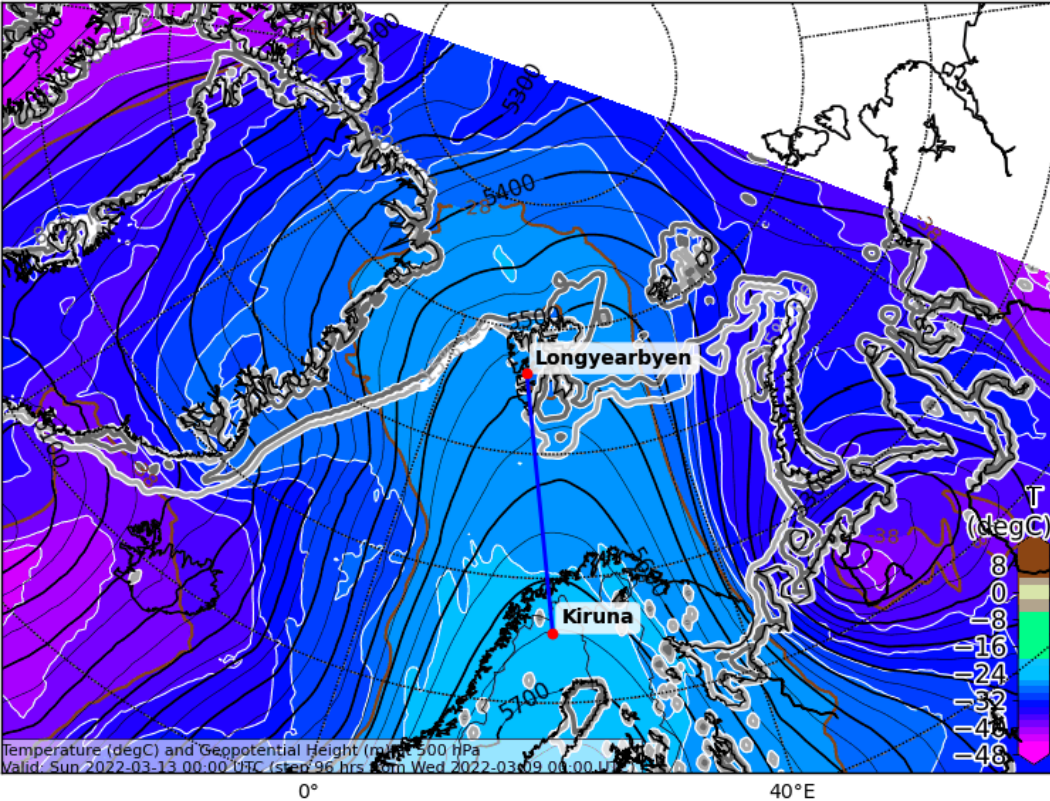 5300
5400
-28
5500
Longyearbyen
T
(degC)
-38
8
0
−8
−16
−24
−32
−40
−48
Kiruna
5700
Temperature (degC) and Geopotential Height (m) at 500 hPa
Valid: Sun 2022-03-13 00:00 UTC (step 96 hrs from Wed 2022-03-09 00:00 UTC)
0°
40°E